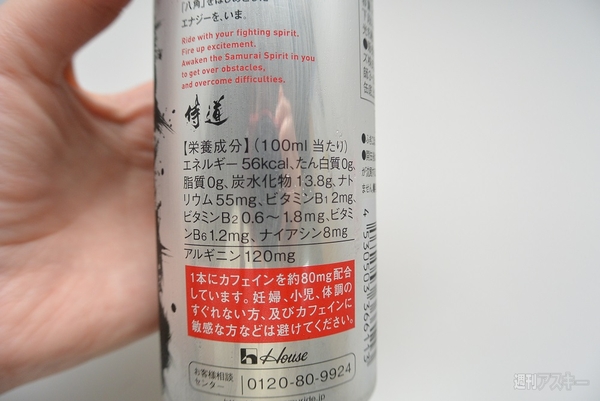 「八角」をはじめとした
エナジーを、いま。
Ride with your fighting spirit.
Fire up excitement.
Awaken the Samurai Spirit in you
to get over obstacles,
and overcome difficulties.
侍道
【栄養成分】(100ml 当たり)
エネルギー 56kcal、たん白質0g、
脂質0g、炭水化物 13.8g、ナト
リウム 55mg、ビタミンB1 2mg、
ビタミンB2 0.6～1.8mg、ビタミ
ンB6 1.2mg、ナイアシン8mg
アルギニン 120mg
1本にカフェインを約80mg配合
しています。妊婦、小児、体調の
すぐれない方、及びカフェインに
敏感な方などは避けてください。
House
お客様相談
センター
0120-80-9924
週刊アスキー